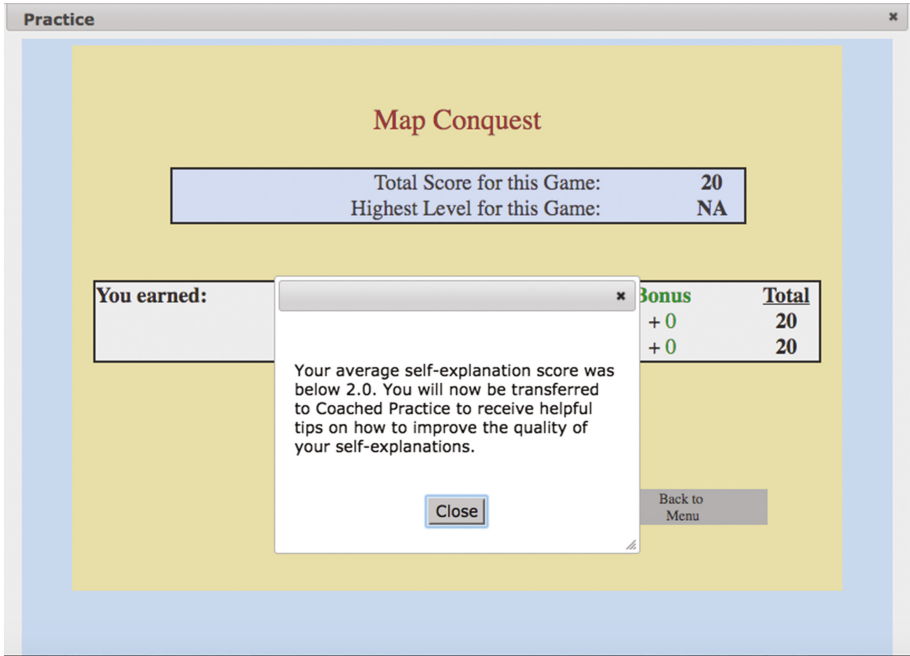 Practice
Map Conquest
Total Score for this Game: 20
Highest Level for this Game: NA
You earned: Bonus Total
+ 0 20
+ 0 20
Your average self-explanation score was
below 2.0. You will now be transferred
to Coached Practice to receive helpful
tips on how to improve the quality of
your self-explanations.
Close
Back to
Menu